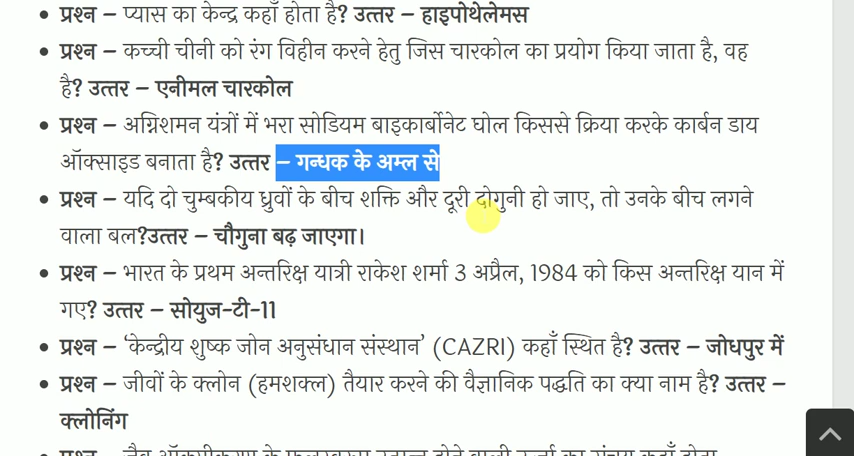 • प्रश्न – प्यास का केन्द्र कहाँ होता है? उत्तर – हाइपोथेलेमस
• प्रश्न – कच्ची चीनी को रंग विहीन करने हेतु जिस चारकोल का प्रयोग किया जाता है, वह
है? उत्तर – एनीमल चारकोल
• प्रश्न – अग्निशमन यंत्रों में भरा सोडियम बाइकार्बोनेट घोल किससे क्रिया करके कार्बन डाय
ऑक्साइड बनाता है? उत्तर – गन्धक के अम्ल से
• प्रश्न – यदि दो चुम्बकीय ध्रुवों के बीच शक्ति और दूरी दोगुनी हो जाए, तो उनके बीच लगने
वाला बल?उत्तर – चौगुना बढ़ जाएगा।
• प्रश्न – भारत के प्रथम अन्तरिक्ष यात्री राकेश शर्मा 3 अप्रैल, 1984 को किस अन्तरिक्ष यान में
गए? उत्तर – सोयुज-टी-11
• प्रश्न – ‘केन्द्रीय शुष्क जोन अनुसंधान संस्थान’ (CAZRI) कहाँ स्थित है? उत्तर – जोधपुर में
• प्रश्न – जीवों के क्लोन (हमशक्ल) तैयार करने की वैज्ञानिक पद्धति का क्या नाम है? उत्तर –
क्लोनिंग